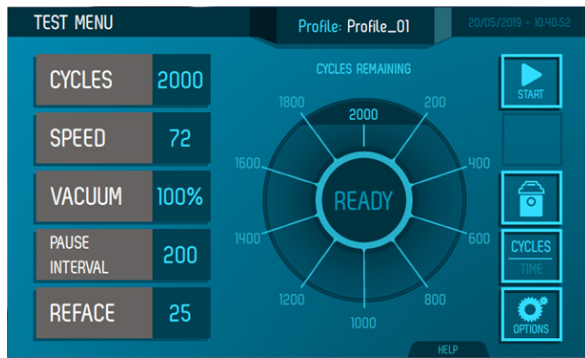 TEST MENU
Profile: Profile_01
20/05/2019 - 10:40:52
CYCLES 2000
SPEED 72
VACUUM 100%
PAUSE
INTERVAL 200
REFACE 25
CYCLES REMAINING
2000
200
400
600
800
1000
1200
1400
1600
1800
READY
START
CYCLES
TIME
OPTIONS
HELP